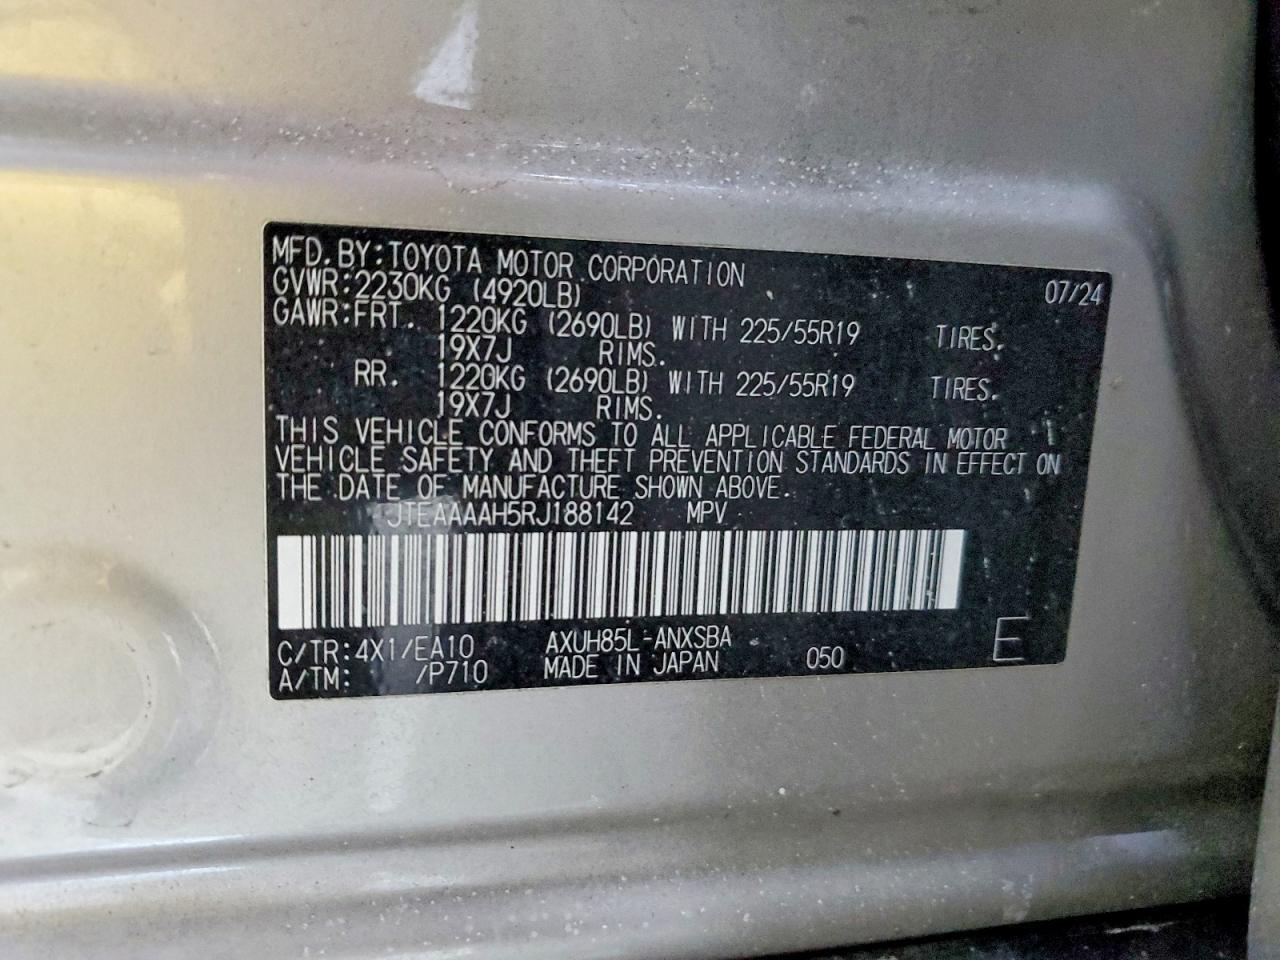 MFD.BY:TOYOTA MOTOR CORPORATION 07/24
GVWR:2230KG (4920LB)
GAWR:FRT. 1220KG (2690LB) WITH 225/55R19 TIRES.
19X7J RIMS.
RR. 1220KG (2690LB) WITH 225/55R19 TIRES.
19X7J RIMS.
THIS VEHICLE CONFORMS TO ALL APPLICABLE FEDERAL MOTOR
VEHICLE SAFETY AND THEFT PREVENTION STANDARDS IN EFFECT ON
THE DATE OF MANUFACTURE SHOWN ABOVE.
JTEAAAAH5RJ188142 MPV
C/TR:4X1/EA10 AXUH85L-ANXSBA
A/TM: /P710 MADE IN JAPAN 050 E